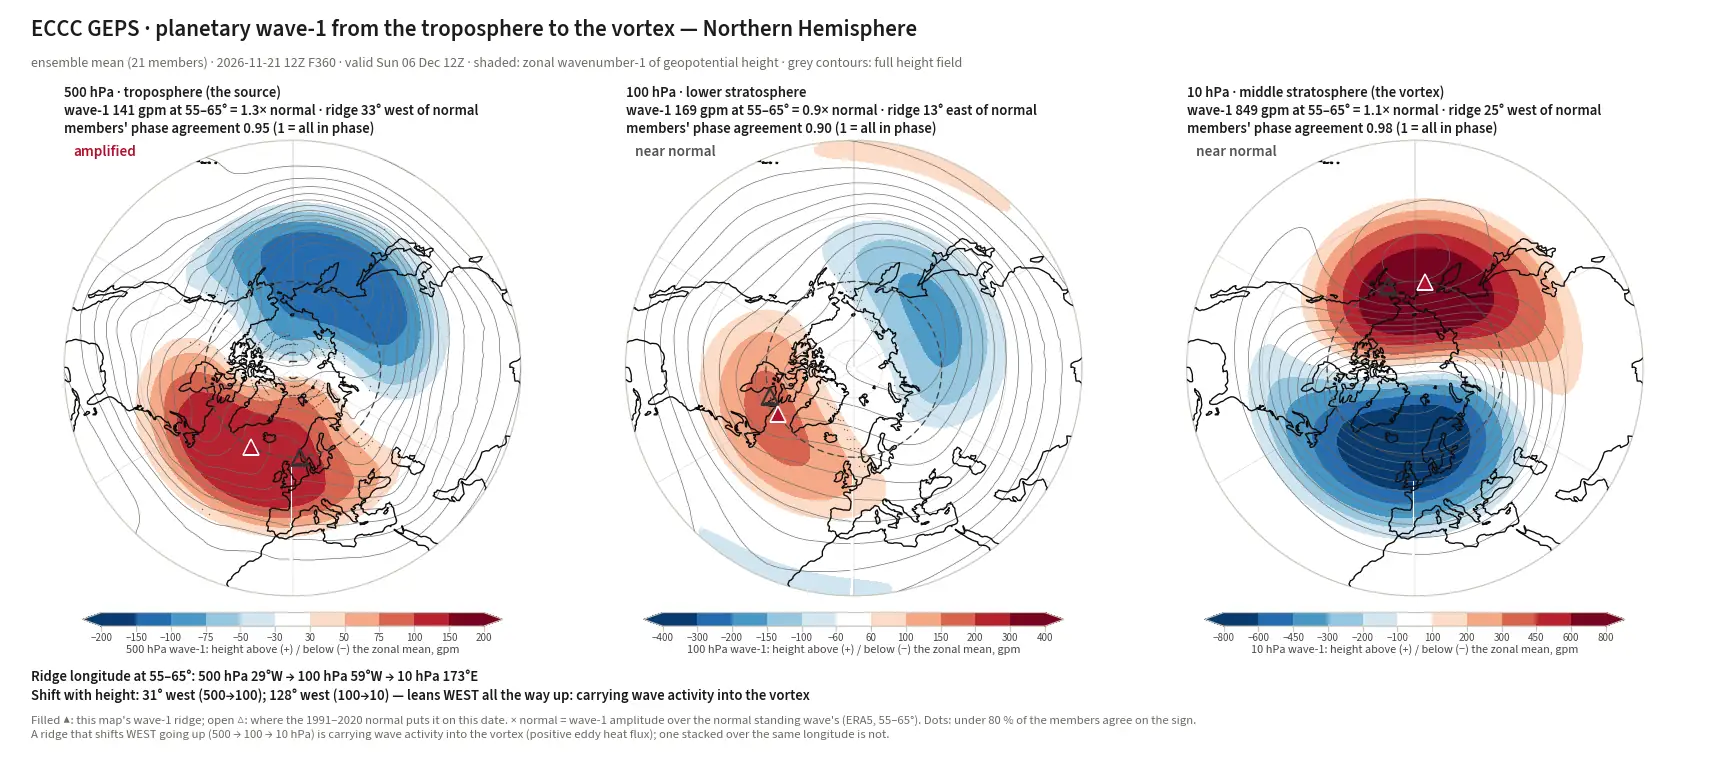 ECCC GEPS · planetary wave-1 from the troposphere to the vortex — Northern Hemisphere
ensemble mean (21 members) · 2026-11-21 12Z F360 · valid Sun 06 Dec 12Z · shaded: zonal wavenumber-1 of geopotential height · grey contours: full height field
500 hPa · troposphere (the source)
wave-1 141 gpm at 55–65° = 1.3× normal · ridge 33° west of normal
members' phase agreement 0.95 (1 = all in phase)
amplified
100 hPa · lower stratosphere
wave-1 169 gpm at 55–65° = 0.9× normal · ridge 13° east of normal
members' phase agreement 0.90 (1 = all in phase)
near normal
10 hPa · middle stratosphere (the vortex)
wave-1 849 gpm at 55–65° = 1.1× normal · ridge 25° west of normal
members' phase agreement 0.98 (1 = all in phase)
near normal
−200 −150 −100 −75 −50 −30 30 50 75 100 150 200
500 hPa wave-1: height above (+) / below (−) the zonal mean, gpm
−400 −300 −200 −150 −100 −60 60 100 150 200 300 400
100 hPa wave-1: height above (+) / below (−) the zonal mean, gpm
−800 −600 −450 −300 −200 −100 100 200 300 450 600 800
10 hPa wave-1: height above (+) / below (−) the zonal mean, gpm
Ridge longitude at 55–65°: 500 hPa 29°W → 100 hPa 59°W → 10 hPa 173°E
Shift with height: 31° west (500→100); 128° west (100→10) — leans WEST all the way up: carrying wave activity into the vortex
Filled ▲: this map's wave-1 ridge; open △: where the 1991–2020 normal puts it on this date. × normal = wave-1 amplitude over the normal standing wave's (ERA5, 55–65°). Dots: under 80 % of the members agree on the sign.
A ridge that shifts WEST going up (500 → 100 → 10 hPa) is carrying wave activity into the vortex (positive eddy heat flux); one stacked over the same longitude is not.